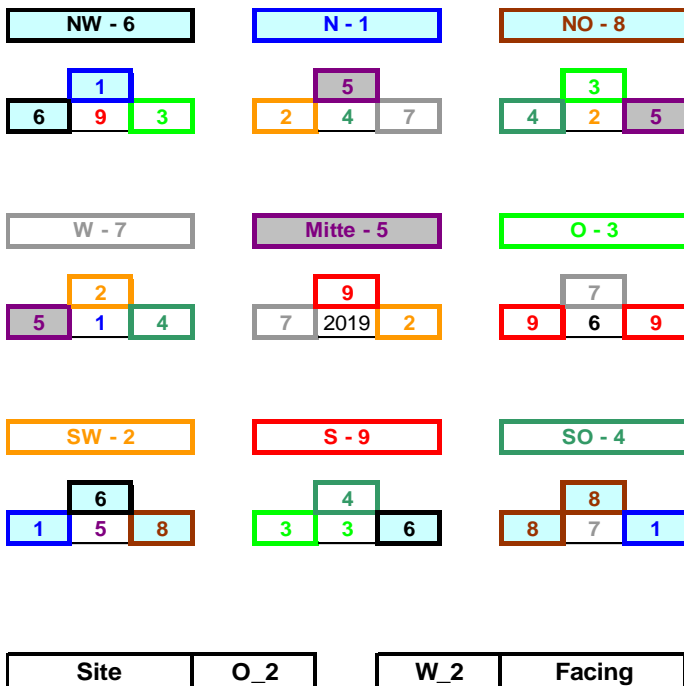 NW - 6 N - 1 NO - 8
1 5 3
6 9 3 2 4 7 4 2 5
W - 7 Mitte - 5 O - 3
2 9 7
5 1 4 7 2019 2 9 6 9
SW - 2 S - 9 SO - 4
6 4 8
1 5 8 3 3 6 8 7 1
Site O_2 W_2 Facing